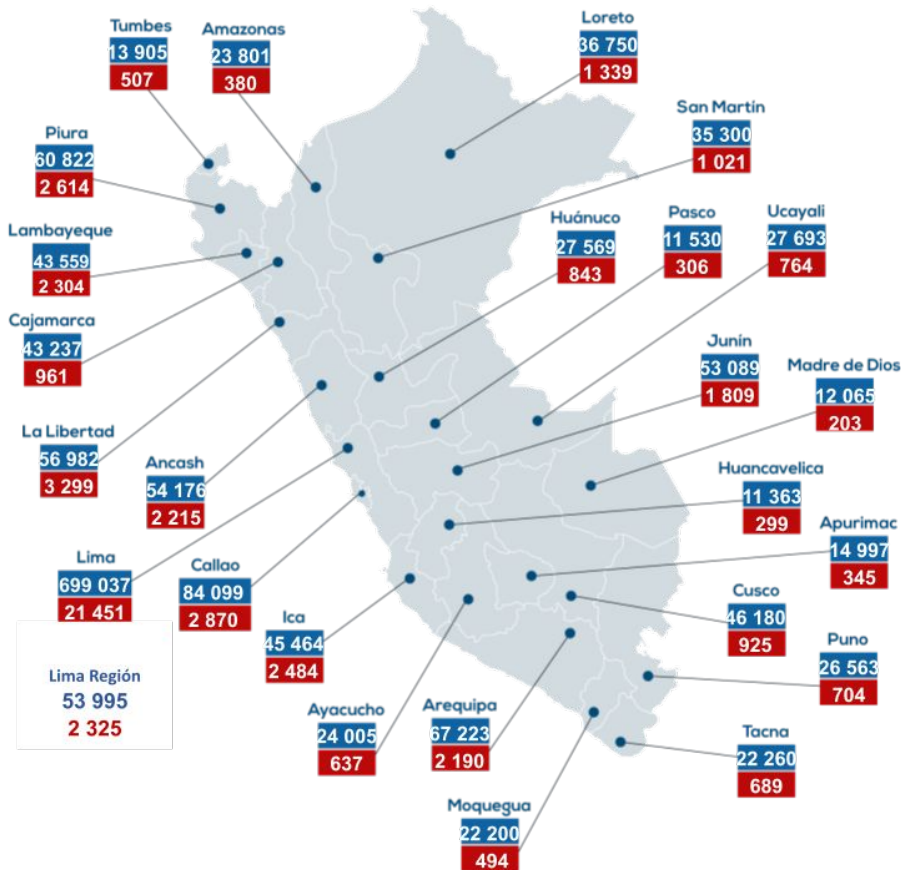 Tumbes
13 905
507
Amazonas
23 801
380
Loreto
36 750
1 339
San Martín
35 300
1 021
Piura
60 822
2 614
Lambayeque
43 559
2 304
Cajamarca
43 237
961
La Libertad
56 982
3 299
Huánuco
27 569
843
Pasco
11 530
306
Ucayali
27 693
764
Junín
53 089
1 809
Madre de Dios
12 065
203
Ancash
54 176
2 215
Huancavelica
11 363
299
Apurimac
14 997
345
Lima
699 037
21 451
Callao
84 099
2 870
Ica
45 464
2 484
Cusco
46 180
925
Puno
26 563
704
Lima Región
53 995
2 325
Ayacucho
24 005
637
Arequipa
67 223
2 190
Tacna
22 260
689
Moquegua
22 200
494